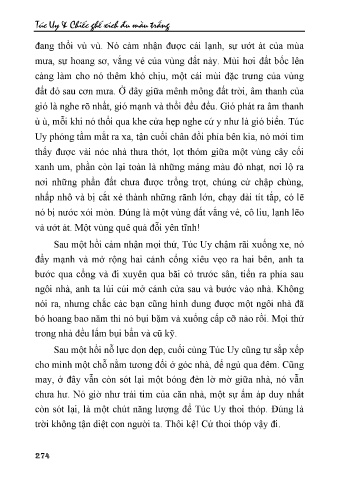 Túc Uy & Chiếc ghế xích đu màu trắng
đang thổi vù vù. Nó cảm nhận được cái lạnh, sự ướt át của mùa
mưa, sự hoang sơ, vắng vẻ của vùng đất này. Mùi hơi đất bốc lên
càng làm cho nó thêm khó chịu, một cái mùi đặc trưng của vùng
đất đỏ sau cơn mưa. Ở đây giữa mênh mông đất trời, âm thanh của
gió là nghe rõ nhất, gió mạnh và thổi đều đều. Gió phát ra âm thanh
ù ù, mỗi khi nó thổi qua khe cửa hẹp nghe cứ y như là gió biển. Túc
Uy phóng tầm mắt ra xa, tận cuối chân đồi phía bên kia, nó mới tìm
thấy được vài nóc nhà thưa thớt, lọt thỏm giữa một vùng cây cối
xanh um, phần còn lại toàn là những mảng màu đỏ nhạt, nơi lộ ra
nơi những phần đất chưa được trồng trọt, chúng cứ chập chùng,
nhấp nhô và bị cắt xẻ thành những rãnh lớn, chạy dài tít tắp, có lẽ
nó bị nước xói mòn. Đúng là một vùng đất vắng vẻ, cô liu, lạnh lẽo
và ướt át. Một vùng quê quá đỗi yên tĩnh!
Sau một hồi cảm nhận mọi thứ, Túc Uy chậm rãi xuống xe, nó
đẩy mạnh và mở rộng hai cánh cổng xiêu vẹo ra hai bên, anh ta
bước qua cổng và đi xuyên qua bãi cỏ trước sân, tiến ra phía sau
ngôi nhà, anh ta lúi cúi mở cánh cửa sau và bước vào nhà. Không
nói ra, nhưng chắc các bạn cũng hình dung được một ngôi nhà đã
bỏ hoang bao năm thì nó bụi bặm và xuống cấp cỡ nào rồi. Mọi thứ
trong nhà đều lấm bụi bẩn và cũ kỹ.
Sau một hồi nỗ lực dọn dẹp, cuối cùng Túc Uy cũng tự sắp xếp
cho mình một chỗ nằm tương đối ở góc nhà, để ngủ qua đêm. Cũng
may, ở đây vẫn còn sót lại một bóng đèn lờ mờ giữa nhà, nó vẫn
chưa hư. Nó giờ như trái tim của căn nhà, một sự ấm áp duy nhất
còn sót lại, là một chút năng lượng để Túc Uy thoi thóp. Đúng là
trời không tận diệt con người ta. Thôi kệ! Cứ thoi thóp vậy đi.
274